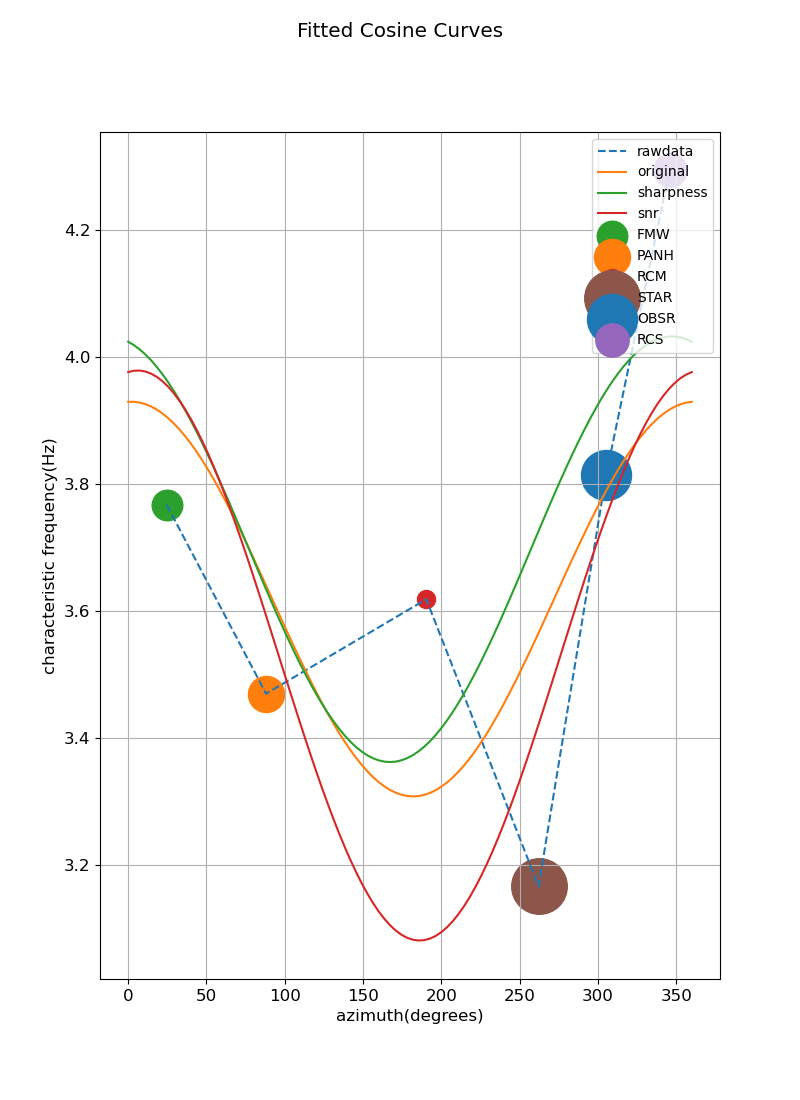 Fitted Cosine Curves
rawdata
original
sharpness
snr
FMW
PANH
RCM
STAR
OBSR
RCS
characteristic frequency(Hz)
4.2
4.0
3.8
3.6
3.4
3.2
0 50 100 150 200 250 300 350
azimuth(degrees)